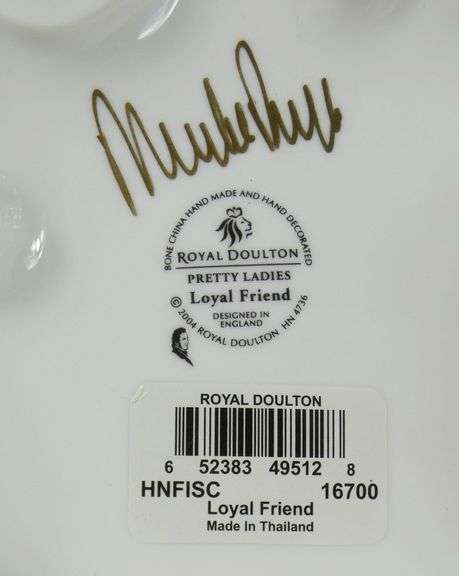 BONE CHINA HAND MADE AND HAND DECORATED
ROYAL DOULTON
PRETTY LADIES
Loyal Friend
DESIGNED IN
ENGLAND
© 2004 ROYAL DOULTON HN 4736
ROYAL DOULTON
6 52383 49512 8
HNFISC 16700
Loyal Friend
Made In Thailand